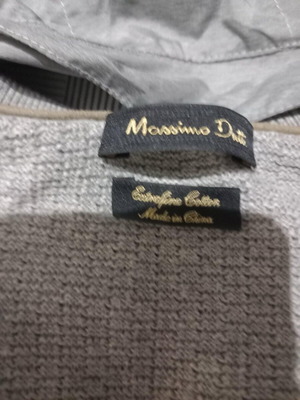 Massimo Dutti
Extrafine Cotton
Made in China